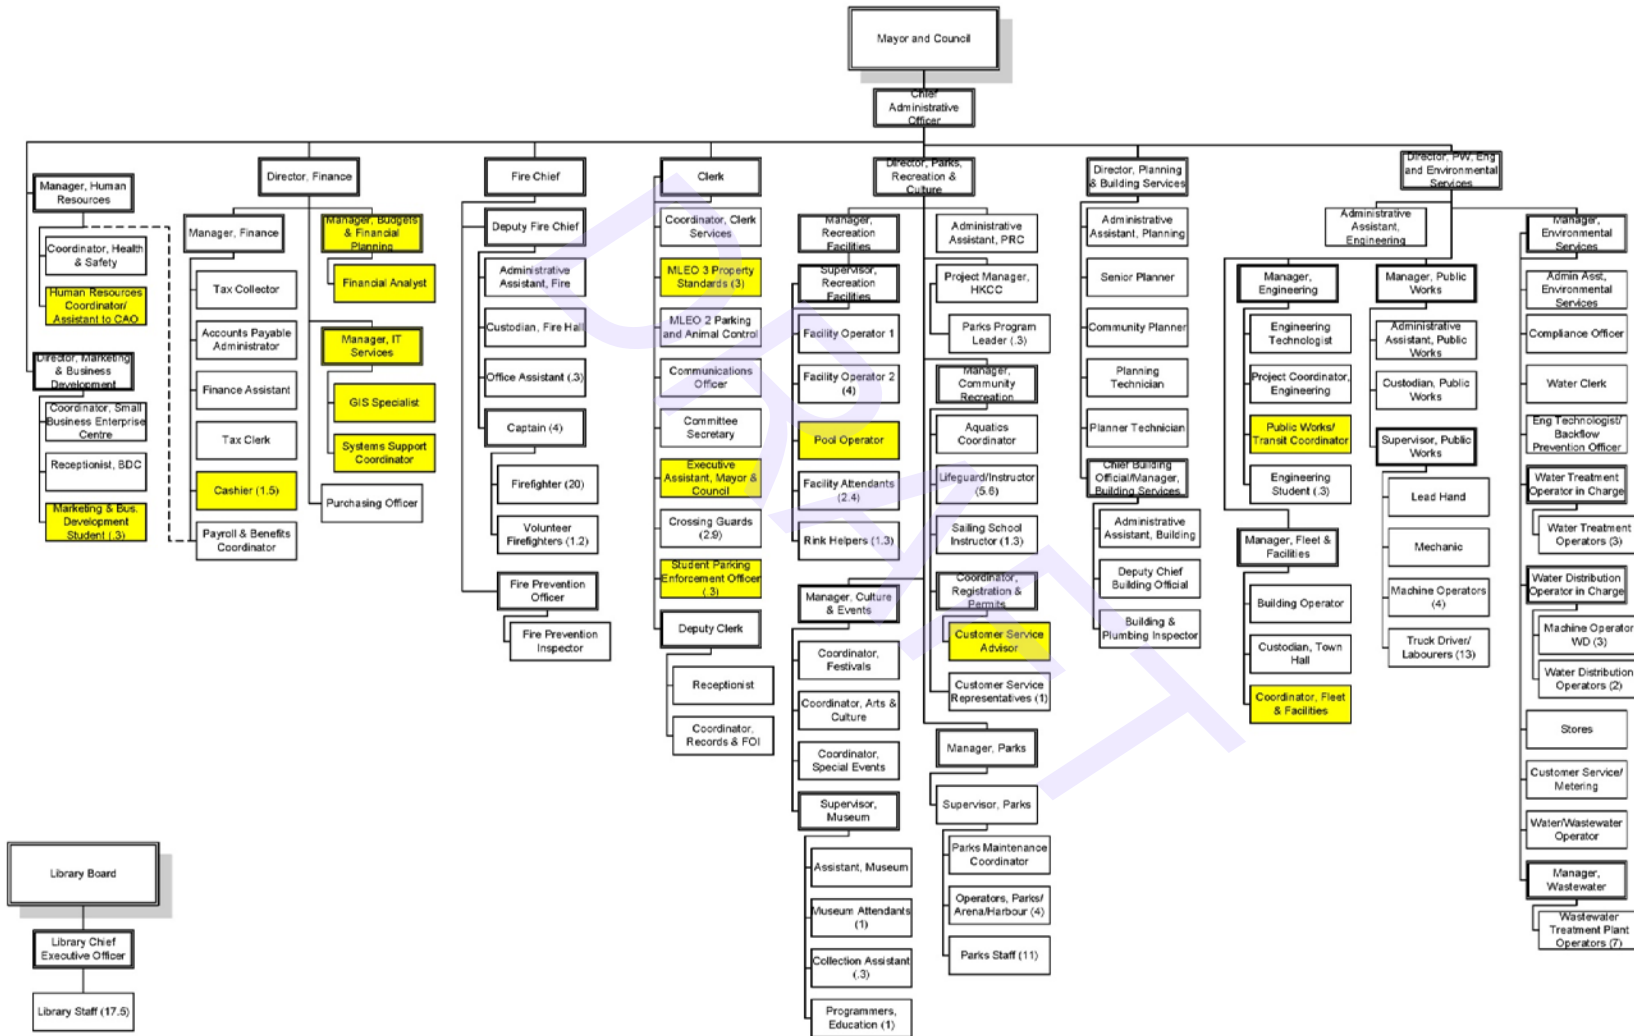 Mayor and Council
Chief
Administrative
Officer
Manager, Human
Resources
Coordinator, Health
& Safety
Human Resources
Coordinator/
Assistant to CAO
Director, Marketing
& Business
Development
Coordinator, Small
Business Enterprise
Centre
Receptionist, BDC
Marketing & Bus.
Development
Student (.3)
Director, Finance
Manager, Finance
Tax Collector
Accounts Payable
Administrator
Finance Assistant
Tax Clerk
Cashier (1.5)
Payroll & Benefits
Coordinator
Manager, Budgets
& Financial
Planning
Financial Analyst
Manager, IT
Services
GIS Specialist
Systems Support
Coordinator
Purchasing Officer
Fire Chief
Deputy Fire Chief
Administrative
Assistant, Fire
Custodian, Fire Hall
Office Assistant (.3)
Captain (4)
Firefighter (20)
Volunteer
Firefighters (1.2)
Fire Prevention
Officer
Fire Prevention
Inspector
Clerk
Coordinator, Clerk
Services
MLEO 3 Property
Standards (3)
MLEO 2 Parking
and Animal Control
Communications
Officer
Committee
Secretary
Executive
Assistant, Mayor &
Council
Crossing Guards
(2.9)
Student Parking
Enforcement Officer
(.3)
Deputy Clerk
Receptionist
Coordinator,
Records & FOI
Director, Parks,
Recreation &
Culture
Manager,
Recreation
Facilities
Supervisor,
Recreation
Facilities
Facility Operator 1
Facility Operator 2
(4)
Pool Operator
Facility Attendants
(2.4)
Rink Helpers (1.3)
Manager, Culture
& Events
Coordinator,
Festivals
Coordinator, Arts &
Culture
Coordinator,
Special Events
Supervisor,
Museum
Assistant, Museum
Museum Attendants
(1)
Collection Assistant
(.3)
Programmers,
Education (1)
Administrative
Assistant, PRC
Project Manager,
HKCC
Parks Program
Leader (.3)
Manager,
Community
Recreation
Aquatics
Coordinator
Lifeguard/Instructor
(5.6)
Sailing School
Instructor (1.3)
Coordinator,
Registration &
Permits
Customer Service
Advisor
Customer Service
Representatives (1)
Manager, Parks
Supervisor, Parks
Parks Maintenance
Coordinator
Operators, Parks/
Arena/Harbour (4)
Parks Staff (11)
Director, Planning
& Building Services
Administrative
Assistant, Planning
Senior Planner
Community Planner
Planning
Technician
Planner Technician
Chief Building
Official/Manager,
Building Services
Administrative
Assistant, Building
Deputy Chief
Building Official
Building &
Plumbing Inspector
Director, PW, Eng
and Environmental
Services
Administrative
Assistant,
Engineering
Manager,
Engineering
Engineering
Technologist
Project Coordinator,
Engineering
Public Works/
Transit Coordinator
Engineering
Student (.3)
Manager, Fleet &
Facilities
Building Operator
Custodian, Town
Hall
Coordinator, Fleet
& Facilities
Manager, Public
Works
Administrative
Assistant, Public
Works
Custodian, Public
Works
Supervisor, Public
Works
Lead Hand
Mechanic
Machine Operators
(4)
Truck Driver/
Labourers (13)
Manager,
Environmental
Services
Admin Asst,
Environmental
Services
Compliance Officer
Water Clerk
Eng Technologist/
Backflow
Prevention Officer
Water Treatment
Operator in Charge
Water Treatment
Operators (3)
Water Distribution
Operator in Charge
Machine Operator
WD (3)
Water Distribution
Operators (2)
Stores
Customer Service/
Metering
Water/Wastewater
Operator
Manager,
Wastewater
Wastewater
Treatment Plant
Operators (7)
Library Board
Library Chief
Executive Officer
Library Staff (17.5)
DRAFT